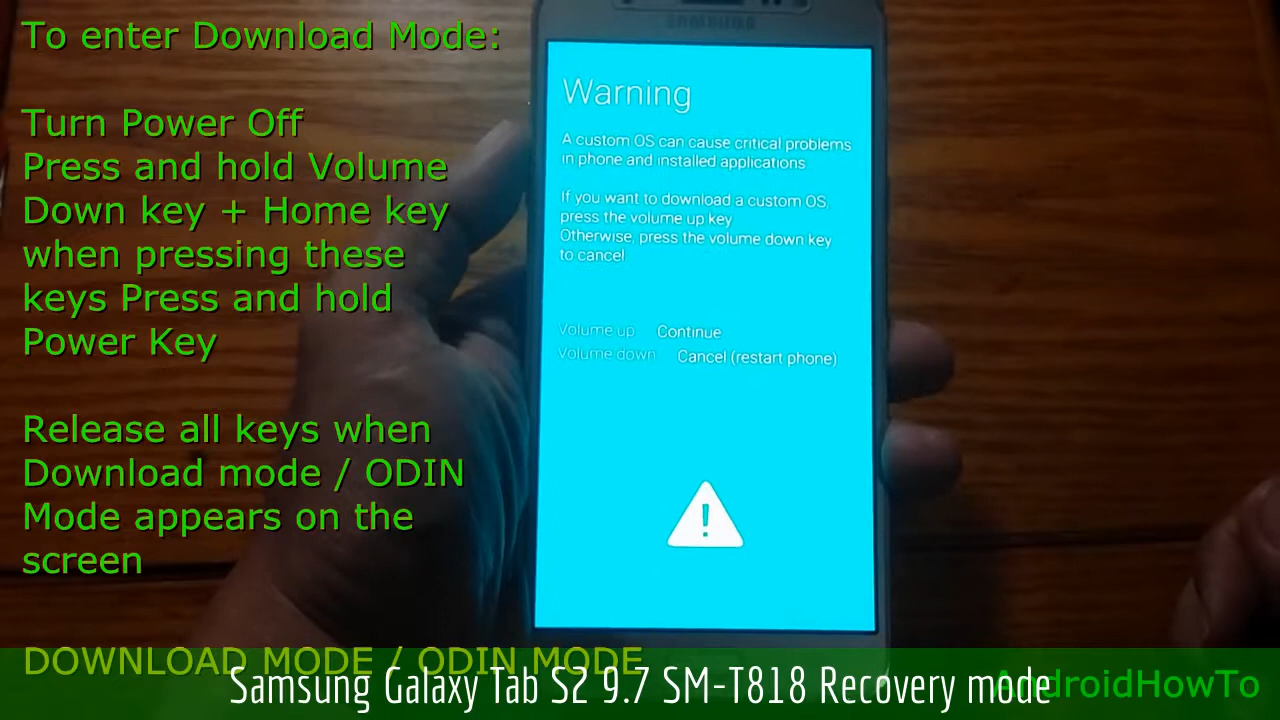 To enter Download Mode:
Turn Power Off
Press and hold Volume
Down key + Home key
when pressing these
keys Press and hold
Power Key
Release all keys when
Download mode / ODIN
Mode appears on the
screen
DOWNLOAD MODE / ODIN MODE
SAMSUNG
Warning
A custom OS can cause critical problems
in phone and installed applications
If you want to download a custom OS,
press the volume up key
Otherwise, press the volume down key
to cancel
Volume up Continue
Volume down Cancel (restart phone)
Samsung Galaxy Tab S2 9.7 SM-T818 Recovery mode
AndroidHowTo